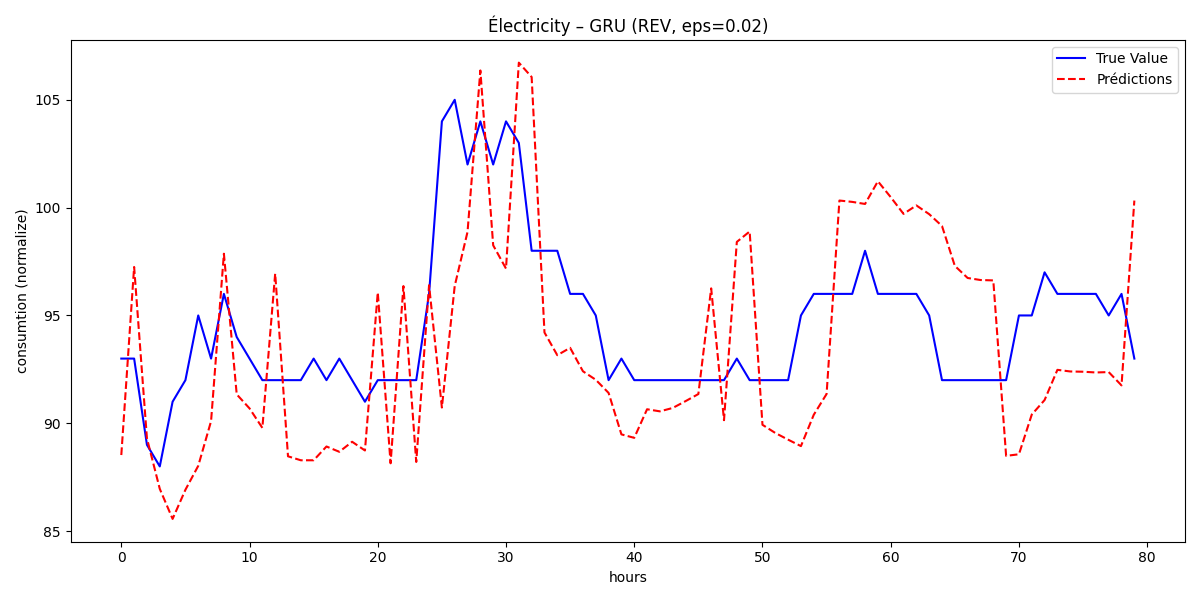 Électricity – GRU (REV, eps=0.02)
True Value
Prédictions
consumtion (normalize)
105
100
95
90
85
0 10 20 30 40 50 60 70 80
hours